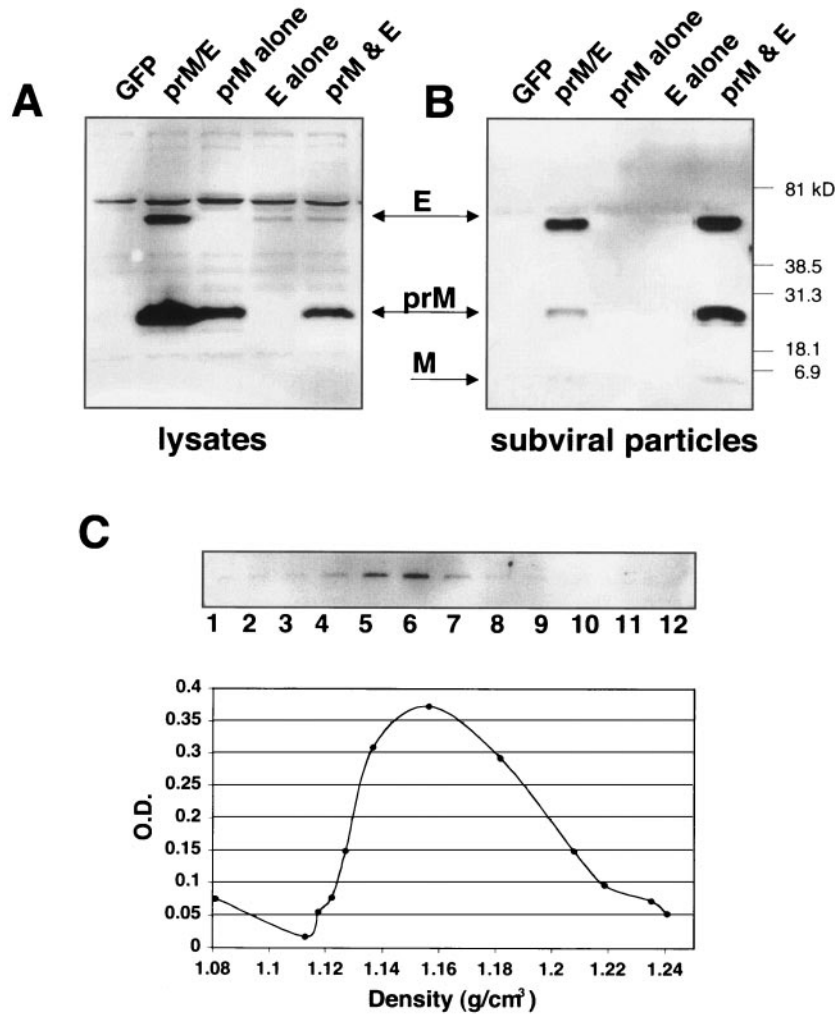 A
GFP
prM/E
prM alone
E alone
prM & E
B
GFP
prM/E
prM alone
E alone
prM & E
E
prM
M
81 kD
38.5
31.3
18.1
6.9
lysates
subviral particles
C
1 2 3 4 5 6 7 8 9 10 11 12
0.4
0.35
0.3
0.25
0.2
0.15
0.1
0.05
0
O.D.
1.08 1.1 1.12 1.14 1.16 1.18 1.2 1.22 1.24
Density (g/cm³)